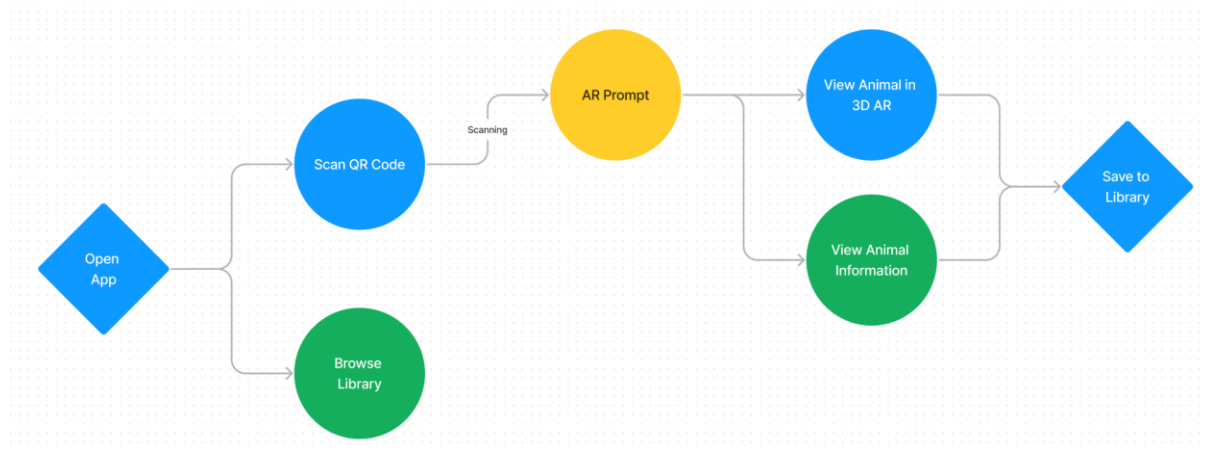 Open
App
Scan QR Code
Browse
Library
Scanning
AR Prompt
View Animal in
3D AR
View Animal
Information
Save to
Library